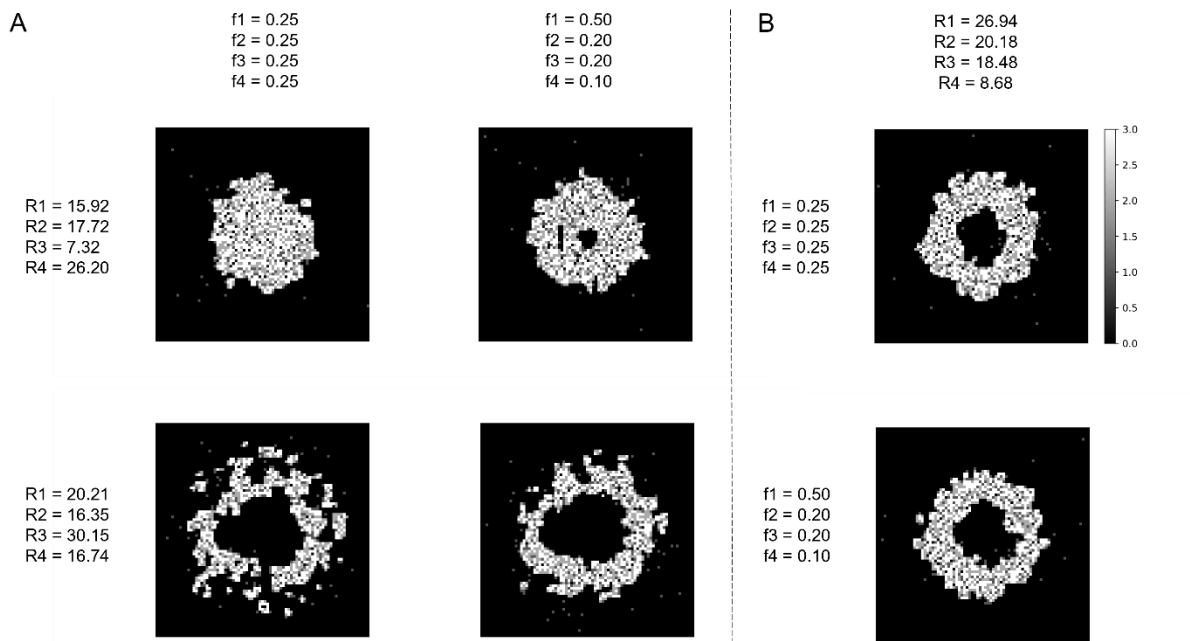 A
f1 = 0.25
f2 = 0.25
f3 = 0.25
f4 = 0.25
f1 = 0.50
f2 = 0.20
f3 = 0.20
f4 = 0.10
R1 = 15.92
R2 = 17.72
R3 = 7.32
R4 = 26.20
R1 = 20.21
R2 = 16.35
R3 = 30.15
R4 = 16.74
B
R1 = 26.94
R2 = 20.18
R3 = 18.48
R4 = 8.68
f1 = 0.25
f2 = 0.25
f3 = 0.25
f4 = 0.25
3.0
2.5
2.0
1.5
1.0
0.5
0.0
f1 = 0.50
f2 = 0.20
f3 = 0.20
f4 = 0.10